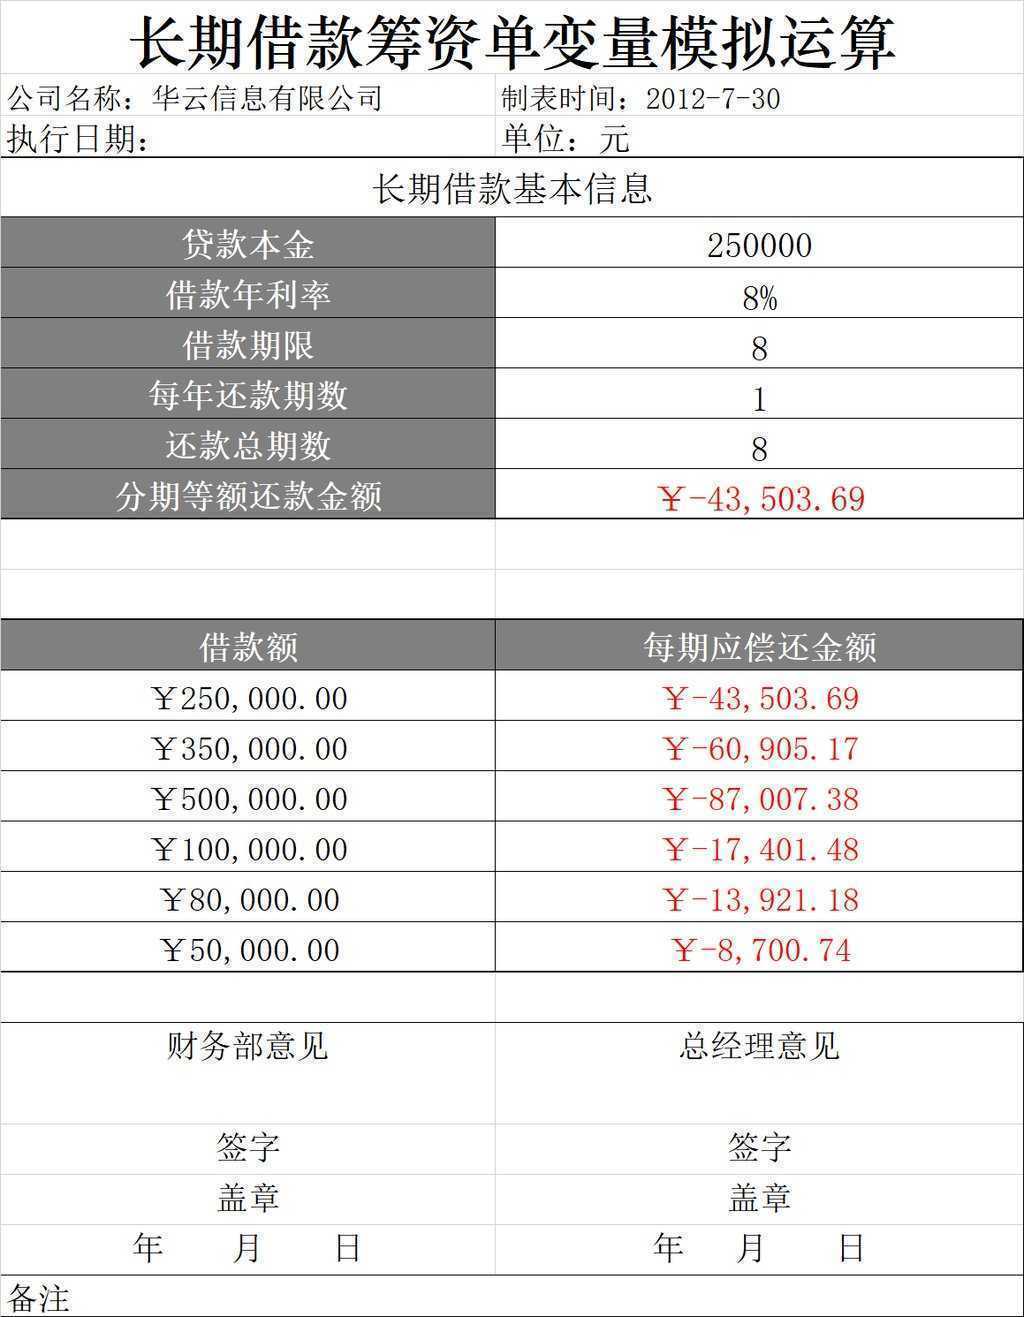 长期借款筹资单变量模拟运算
公司名称：华云信息有限公司 制表时间：2012-7-30
执行日期： 单位：元
长期借款基本信息
贷款本金 250000
借款年利率 8%
借款期限 8
每年还款期数 1
还款总期数 8
分期等额还款金额 ￥-43,503.69
借款额 每期应偿还金额
￥250,000.00 ￥-43,503.69
￥350,000.00 ￥-60,905.17
￥500,000.00 ￥-87,007.38
￥100,000.00 ￥-17,401.48
￥80,000.00 ￥-13,921.18
￥50,000.00 ￥-8,700.74
财务部意见 总经理意见
签字 签字
盖章 盖章
年 月 日 年 月 日
备注